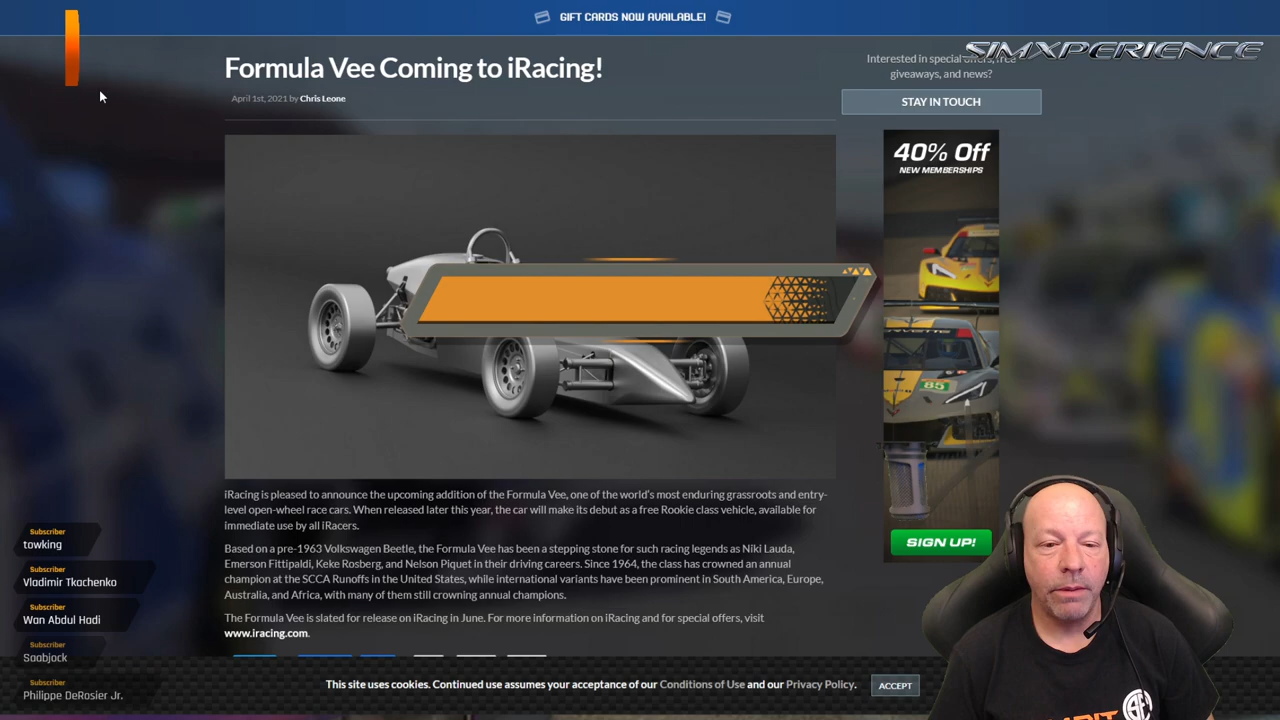 GIFT CARDS NOW AVAILABLE!
SIMXPERIENCE
Formula Vee Coming to iRacing!
April 1st, 2021 by Chris Leone
Interested in special offers, free
giveaways, and news?
STAY IN TOUCH
40% Off
NEW MEMBERSHIPS
85
SIGN UP!
iRacing is pleased to announce the upcoming addition of the Formula Vee, one of the world's most enduring grassroots and entry-
level open-wheel race cars. When released later this year, the car will make its debut as a free Rookie class vehicle, available for
immediate use by all iRacers.
Based on a pre-1963 Volkswagen Beetle, the Formula Vee has been a stepping stone for such racing legends as Niki Lauda,
Emerson Fittipaldi, Keke Rosberg, and Nelson Piquet in their driving careers. Since 1964, the class has crowned an annual
champion at the SCCA Runoffs in the United States, while international variants have been prominent in South America, Europe,
Australia, and Africa, with many of them still crowning annual champions.
The Formula Vee is slated for release on iRacing in June. For more information on iRacing and for special offers, visit
www.iracing.com.
Subscriber
towking
Subscriber
Vladimir Tkachenko
Subscriber
Wan Abdul Hadi
Subscriber
Saabjock
Subscriber
Philippe DeRosier Jr.
This site uses cookies. Continued use assumes your acceptance of our Conditions of Use and our Privacy Policy.
ACCEPT